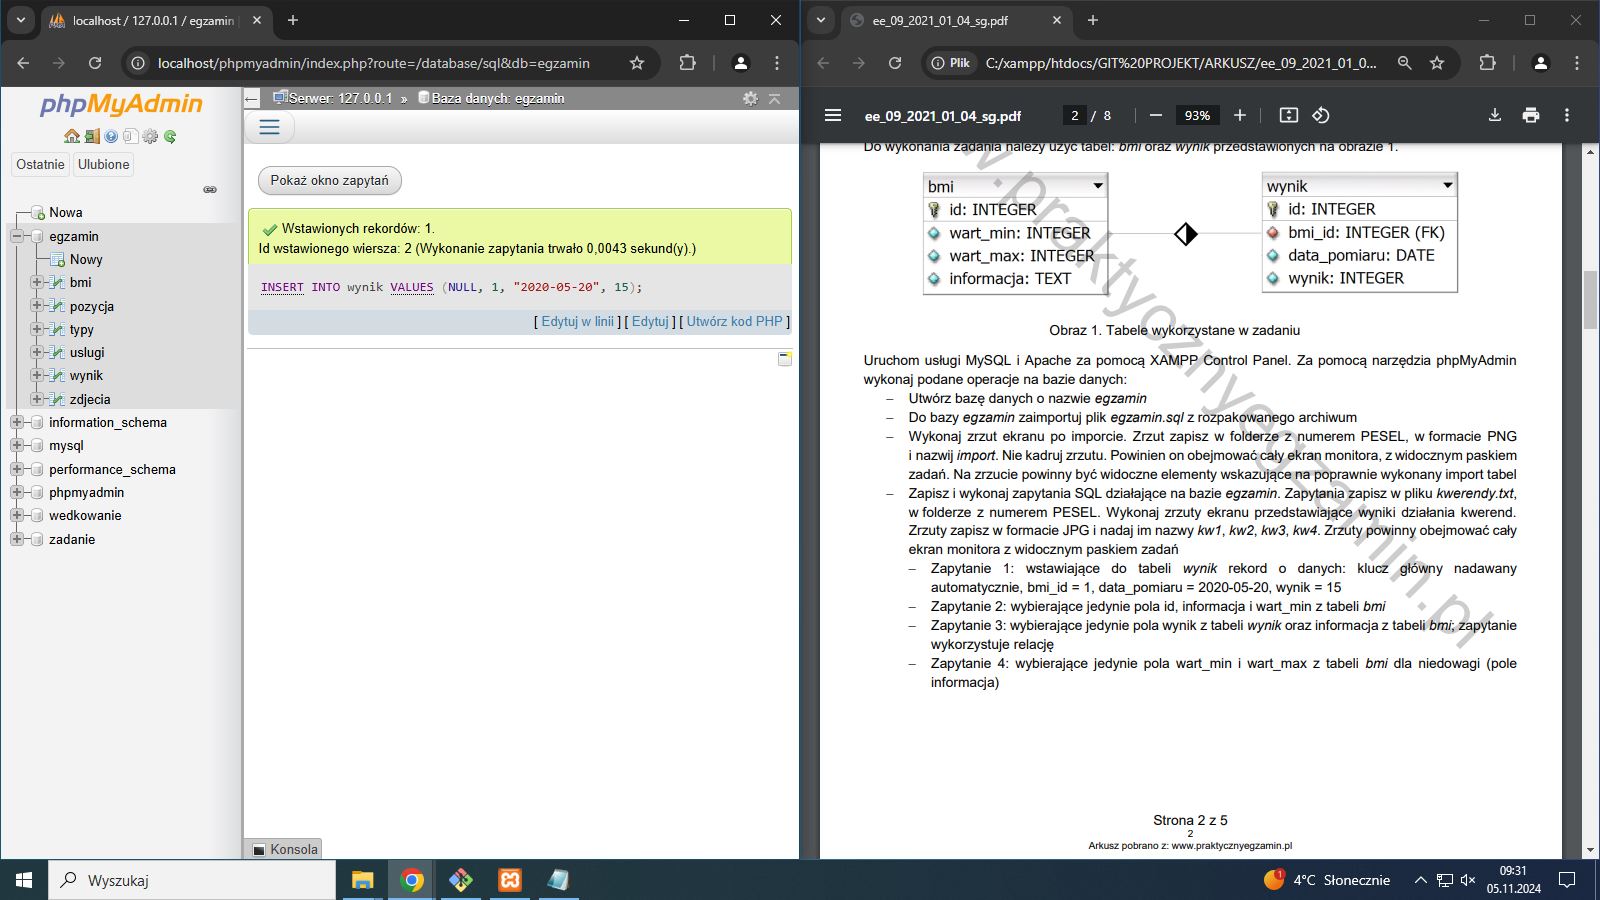 localhost / 127.0.0.1 / egzamin |
localhost/phpmyadmin/index.php?route=/database/sql&db=egzamin
phpMyAdmin
Ostatnie
Ulubione
Nowa
egzamin
Nowy
bmi
pozycja
typy
uslugi
wynik
zdjecia
information_schema
mysql
performance_schema
phpmyadmin
wedkowanie
zadanie
Serwer: 127.0.0.1 » Baza danych: egzamin
Pokaż okno zapytań
Wstawionych rekordów: 1.
Id wstawionego wiersza: 2 (Wykonanie zapytania trwało 0,0043 sekund(y).)
INSERT INTO wynik VALUES (NULL, 1, "2020-05-20", 15);
[ Edytuj w linii ] [ Edytuj ] [ Utwórz kod PHP ]
Konsola
ee_09_2021_01_04_sg.pdf
Plik
C:/xampp/htdocs/GIT%20PROJEKT/ARKUSZ/ee_09_2021_01_0...
ee_09_2021_01_04_sg.pdf
2 / 8
93%
Do wykonania zadania należy użyć tabel: bmi oraz wynik przedstawionych na obrazie 1.
bmi
id: INTEGER
wart_min: INTEGER
wart_max: INTEGER
informacja: TEXT
wynik
id: INTEGER
bmi_id: INTEGER (FK)
data_pomiaru: DATE
wynik: INTEGER
w.praktycznyegzamin.pl
Obraz 1. Tabele wykorzystane w zadaniu
Uruchom usługi MySQL i Apache za pomocą XAMPP Control Panel. Za pomocą narzędzia phpMyAdmin
wykonaj podane operacje na bazie danych:
– Utwórz bazę danych o nazwie egzamin
– Do bazy egzamin zaimportuj plik egzamin.sql z rozpakowanego archiwum
– Wykonaj zrzut ekranu po imporcie. Zrzut zapisz w folderze z numerem PESEL, w formacie PNG
i nazwij import. Nie kadruj zrzutu. Powinien on obejmować cały ekran monitora, z widocznym paskiem
zadań. Na zrzucie powinny być widoczne elementy wskazujące na poprawnie wykonany import tabel
– Zapisz i wykonaj zapytania SQL działające na bazie egzamin. Zapytania zapisz w pliku kwerendy.txt,
w folderze z numerem PESEL. Wykonaj zrzuty ekranu przedstawiające wyniki działania kwerend.
Zrzuty zapisz w formacie JPG i nadaj im nazwy kw1, kw2, kw3, kw4. Zrzuty powinny obejmować cały
ekran monitora z widocznym paskiem zadań
– Zapytanie 1: wstawiające do tabeli wynik rekord o danych: klucz główny nadawany
automatycznie, bmi_id = 1, data_pomiaru = 2020-05-20, wynik = 15
– Zapytanie 2: wybierające jedynie pola id, informacja i wart_min z tabeli bmi
– Zapytanie 3: wybierające jedynie pola wynik z tabeli wynik oraz informacja z tabeli bmi; zapytanie
wykorzystuje relację
– Zapytanie 4: wybierające jedynie pola wart_min i wart_max z tabeli bmi dla niedowagi (pole
informacja)
Strona 2 z 5
2
Arkusz pobrano z: www.praktycznyegzamin.pl
Wyszukaj
1
4°C Słonecznie
09:31
05.11.2024